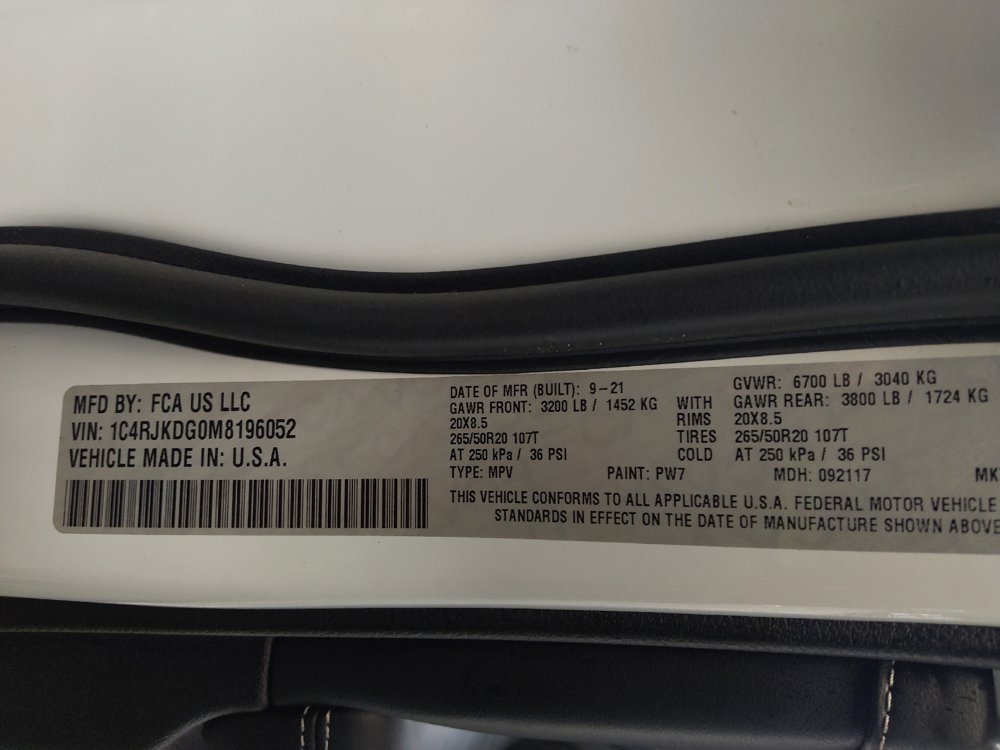 MFD BY: FCA US LLC
VIN: 1C4RJKDG0M8196052
VEHICLE MADE IN: U.S.A.
DATE OF MFR (BUILT): 9-21 GVWR: 6700 LB / 3040 KG
GAWR FRONT: 3200 LB / 1452 KG WITH GAWR REAR: 3800 LB / 1724 KG
20X8.5 RIMS 20X8.5
265/50R20 107T TIRES 265/50R20 107T
AT 250 kPa / 36 PSI COLD AT 250 kPa / 36 PSI
TYPE: MPV PAINT: PW7 MDH: 092117 MK
THIS VEHICLE CONFORMS TO ALL APPLICABLE U.S.A. FEDERAL MOTOR VEHICLE
STANDARDS IN EFFECT ON THE DATE OF MANUFACTURE SHOWN ABOVE